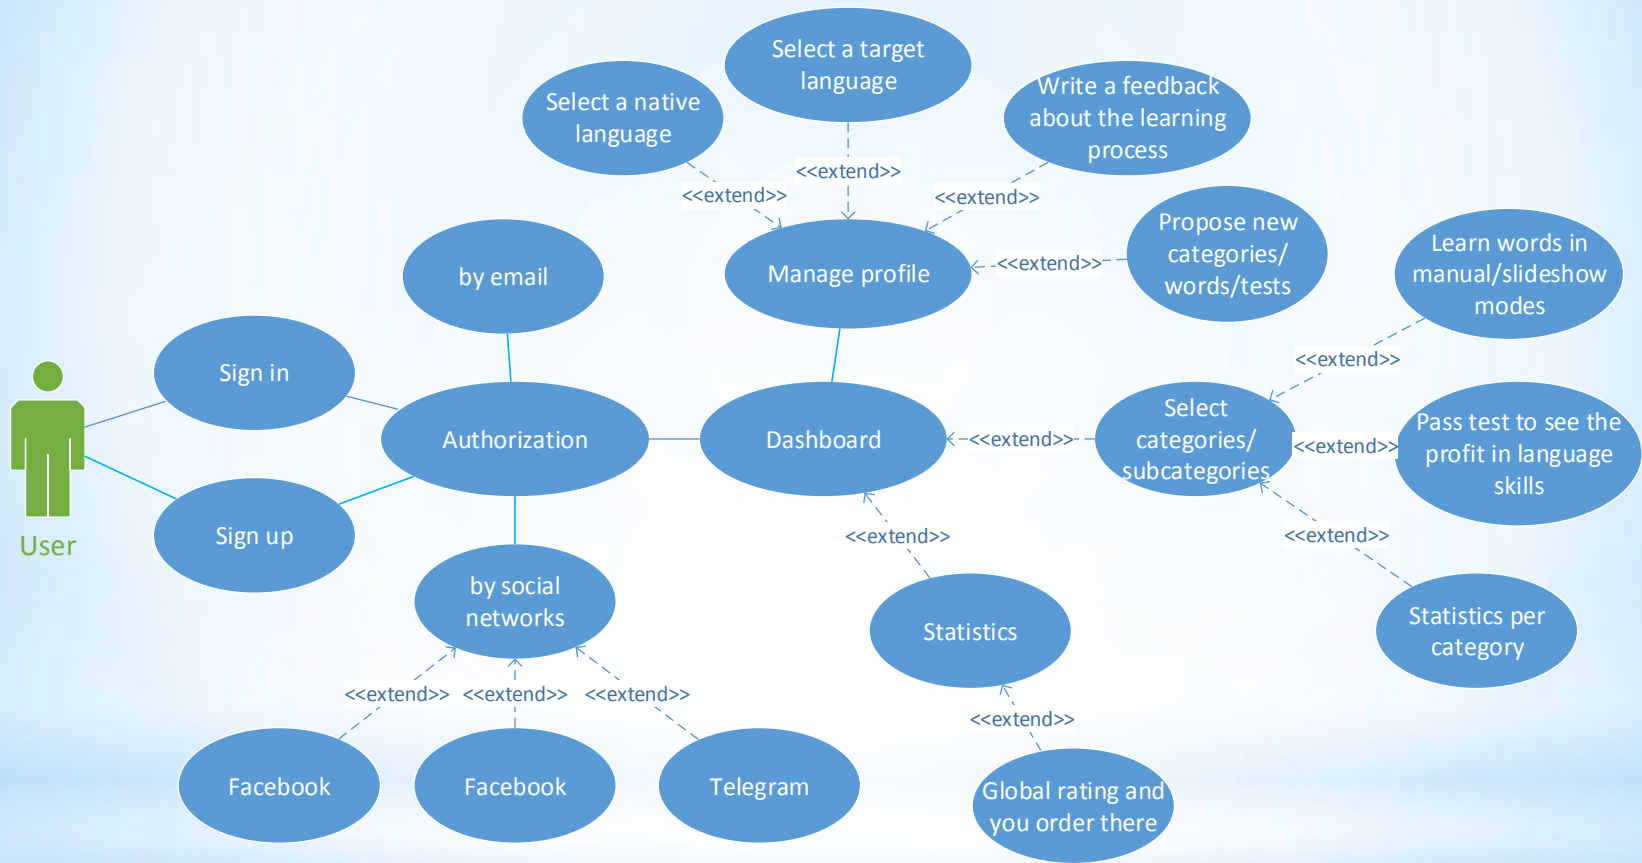 Select a target
language
Select a native
language
<<extend>>
<<extend>>
Write a feedback
about the learning
process
<<extend>>
Manage profile
<<extend>>
Propose new
categories/
words/tests
Learn words in
manual/slideshow
modes
by email
Sign in
Authorization
Dashboard
<<extend>>
Select
categories/
subcategories
<<extend>>
<<extend>>
Pass test to see the
profit in language
skills
<<extend>>
Statistics per
category
User
Sign up
by social
networks
<<extend>>
Statistics
<<extend>>
<<extend>>
<<extend>>
<<extend>>
Facebook
Facebook
Telegram
Global rating and
you order there